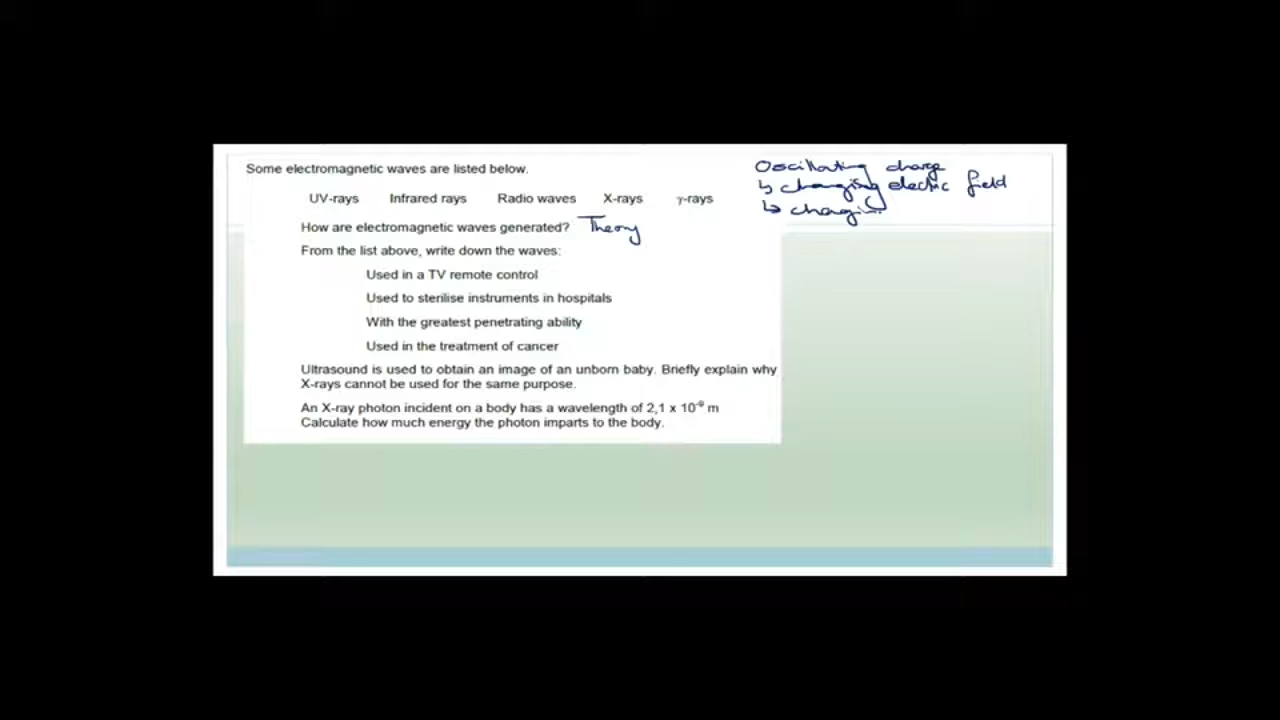 Some electromagnetic waves are listed below.
UV-rays Infrared rays Radio waves X-rays γ-rays
How are electromagnetic waves generated? Theory
From the list above, write down the waves:
Used in a TV remote control
Used to sterilise instruments in hospitals
With the greatest penetrating ability
Used in the treatment of cancer
Ultrasound is used to obtain an image of an unborn baby. Briefly explain why
X-rays cannot be used for the same purpose.
An X-ray photon incident on a body has a wavelength of 2,1 x 10⁻⁹ m
Calculate how much energy the photon imparts to the body.
Oscillating charge
↳ changing electric field
↳